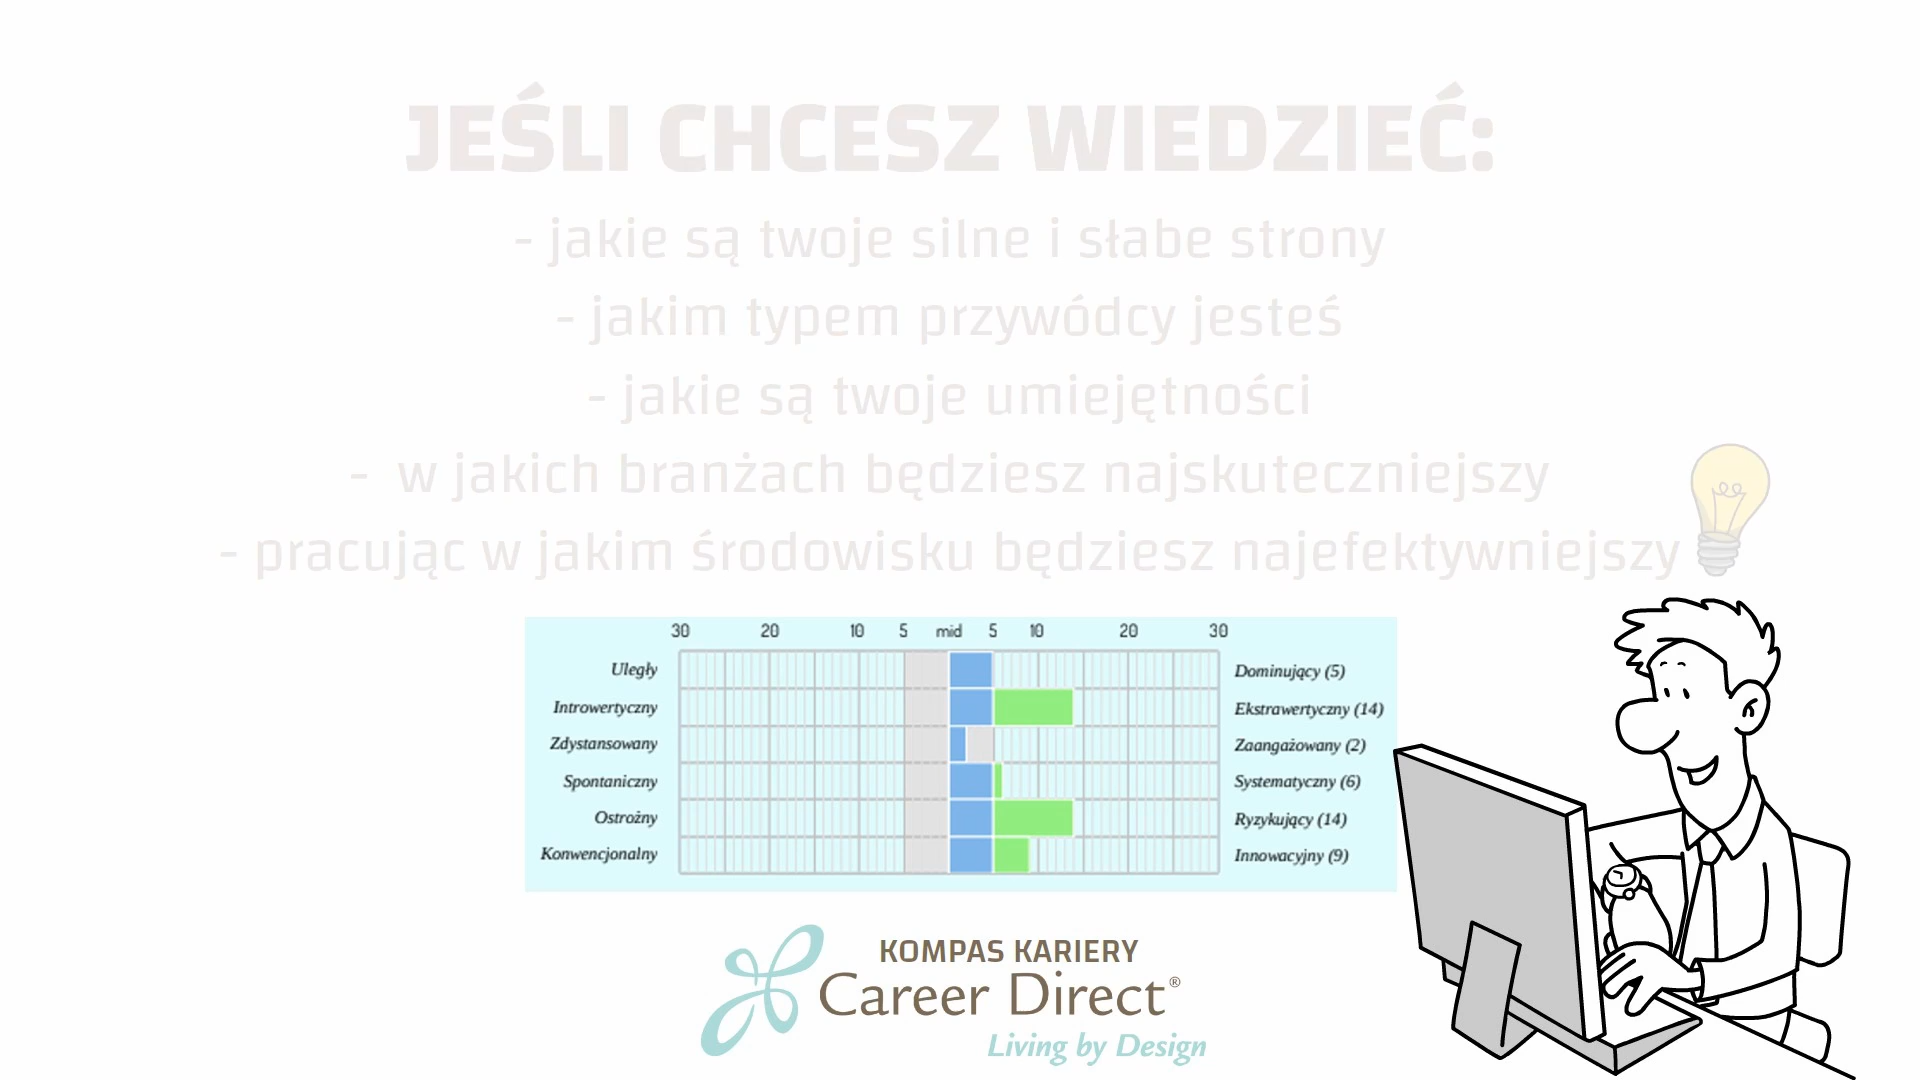 JEŚLI CHCESZ WIEDZIEĆ:
- jakie są twoje silne i słabe strony
- jakim typem przywódcy jesteś
- jakie są twoje umiejętności
- w jakich branżach będziesz najskuteczniejszy
- pracując w jakim środowisku będziesz najefektywniejszy
30 20 10 5 mid 5 10 20 30
Uległy Dominujący (5)
Introwertyczny Ekstrawertyczny (14)
Zdystansowany Zaangażowany (2)
Spontaniczny Systematyczny (6)
Ostrożny Ryzykujący (14)
Konwencjonalny Innowacyjny (9)
KOMPAS KARIERY
Career Direct®
Living by Design